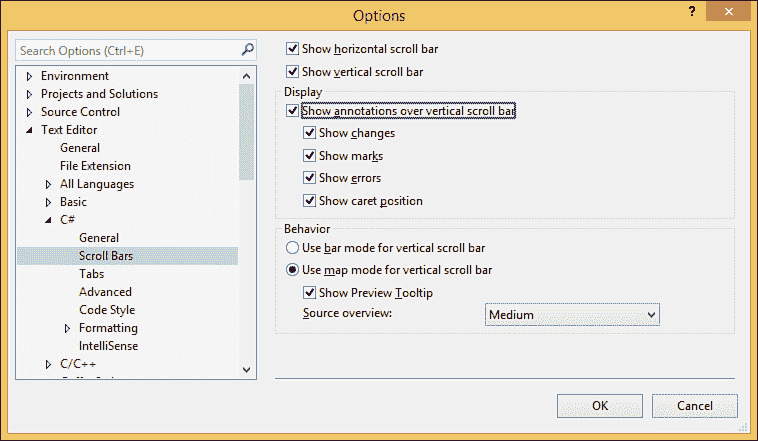 Options
?
Search Options (Ctrl+E)
Environment
Projects and Solutions
Source Control
Text Editor
General
File Extension
All Languages
Basic
C#
General
Scroll Bars
Tabs
Advanced
Code Style
Formatting
IntelliSense
C/C++
Show horizontal scroll bar
Show vertical scroll bar
Display
Show annotations over vertical scroll bar
Show changes
Show marks
Show errors
Show caret position
Behavior
Use bar mode for vertical scroll bar
Use map mode for vertical scroll bar
Show Preview Tooltip
Source overview: Medium
OK Cancel